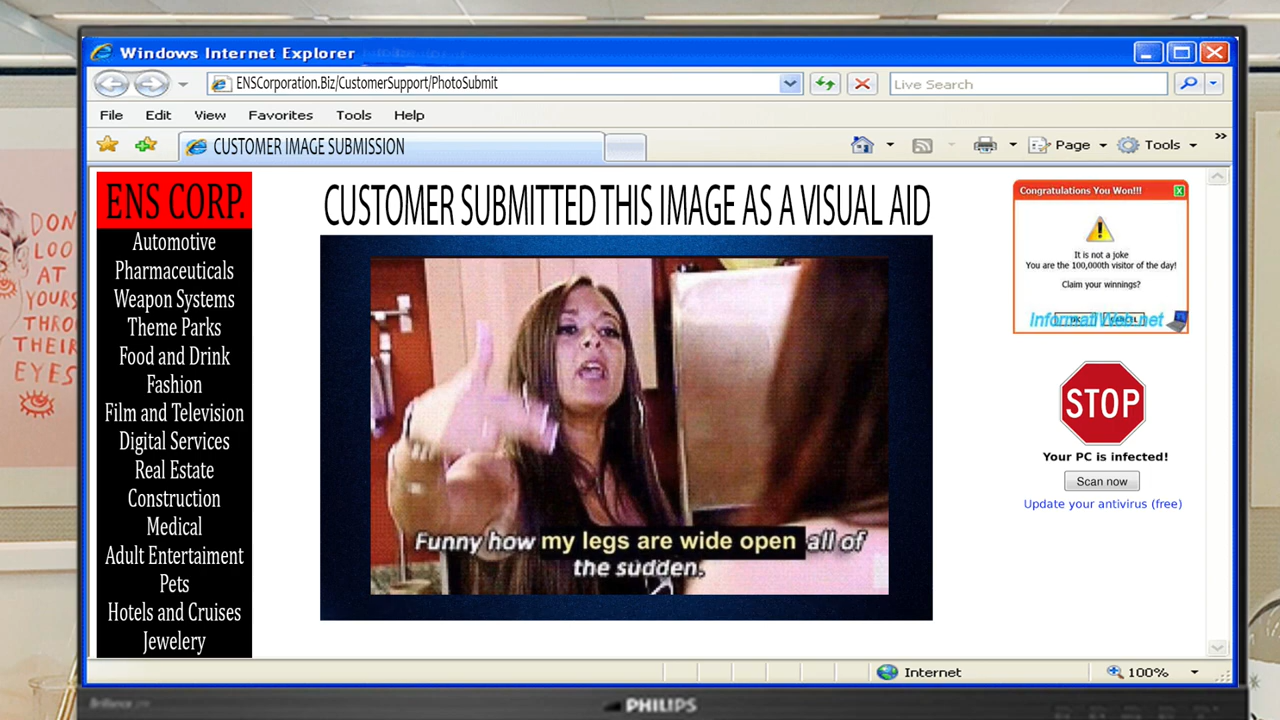 Windows Internet Explorer
ENSCorporation.Biz/CustomerSupport/PhotoSubmit
Live Search
File Edit View Favorites Tools Help
CUSTOMER IMAGE SUBMISSION
Page Tools
ENS CORP.
Automotive
Pharmaceuticals
Weapon Systems
Theme Parks
Food and Drink
Fashion
Film and Television
Digital Services
Real Estate
Construction
Medical
Adult Entertaiment
Pets
Hotels and Cruises
Jewelery
CUSTOMER SUBMITTED THIS IMAGE AS A VISUAL AID
Funny how my legs are wide open all of
the sudden.
Congratulations You Won!!!
It is not a joke
You are the 100,000th visitor of the day!
Claim your winnings?
STOP
Your PC is infected!
Scan now
Update your antivirus (free)
Internet
100%
DON
LOO
AT
YOURS
THRO
THEIR
EYES
PHILIPS